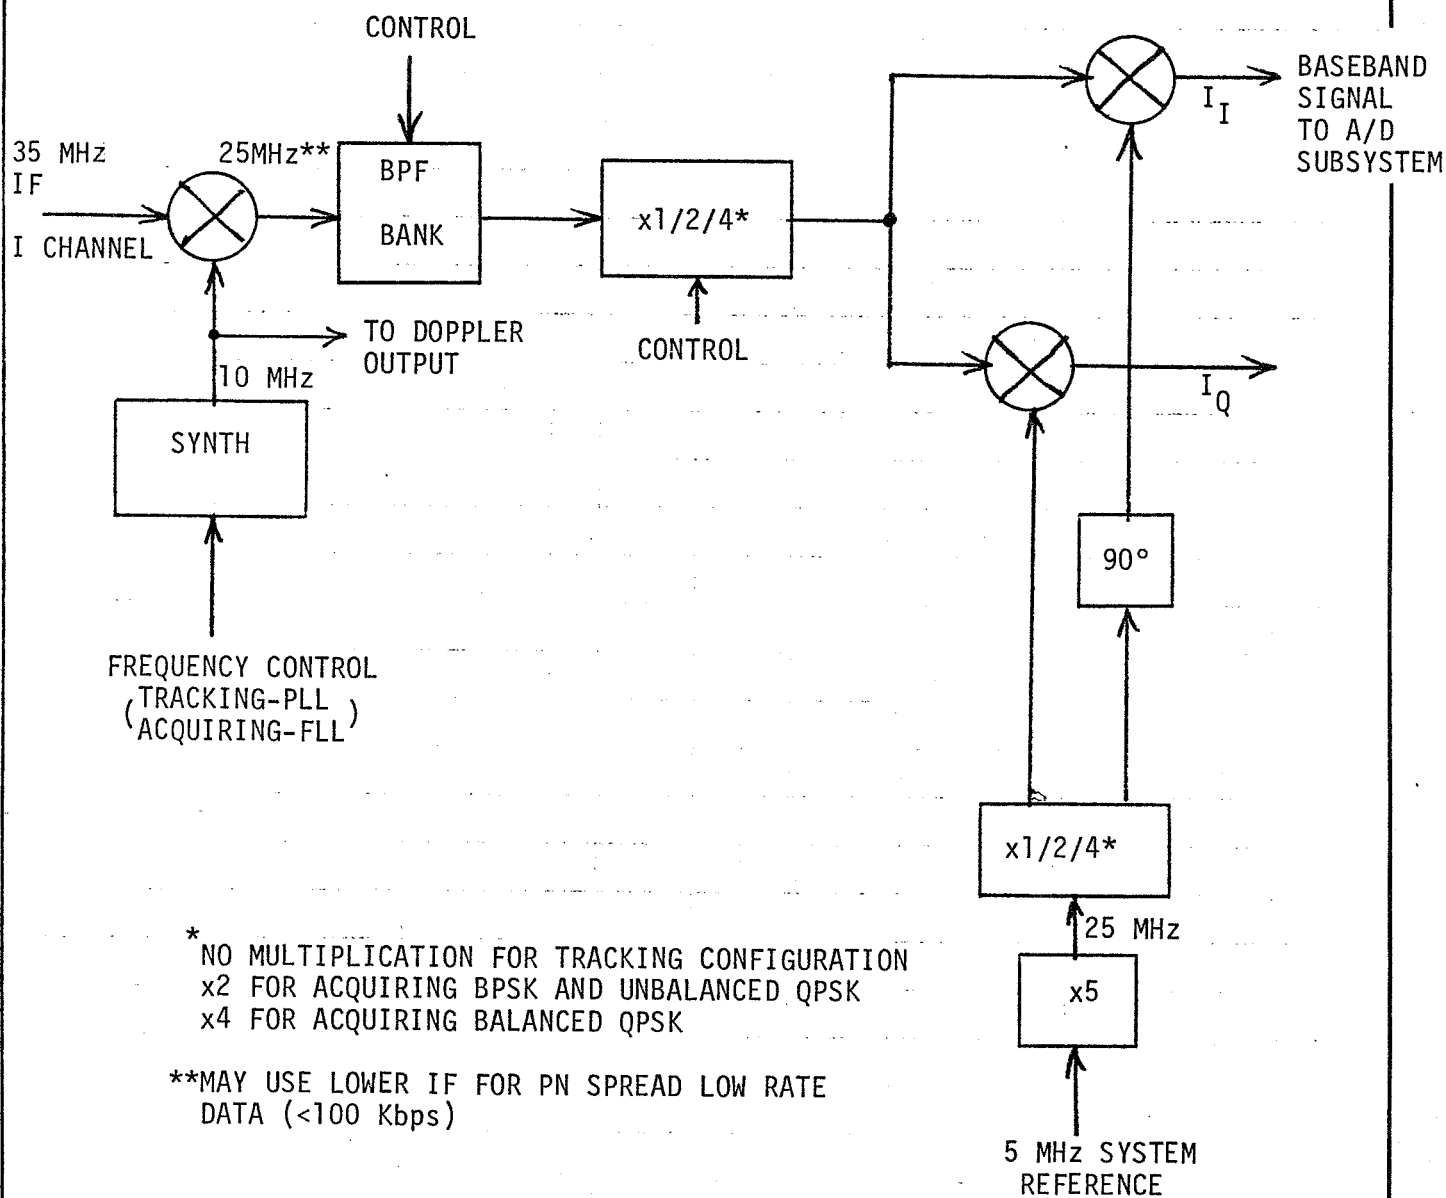 CONTROL
BASEBAND
SIGNAL
TO A/D
SUBSYSTEM
I_I
35 MHz
IF
I CHANNEL
25MHz**
BPF
BANK
x1/2/4*
CONTROL
TO DOPPLER
OUTPUT
10 MHz
I_Q
SYNTH
90°
FREQUENCY CONTROL
(TRACKING-PLL
ACQUIRING-FLL)
x1/2/4*
25 MHz
x5
5 MHz SYSTEM
REFERENCE
*
NO MULTIPLICATION FOR TRACKING CONFIGURATION
x2 FOR ACQUIRING BPSK AND UNBALANCED QPSK
x4 FOR ACQUIRING BALANCED QPSK
**MAY USE LOWER IF FOR PN SPREAD LOW RATE
DATA (<100 Kbps)